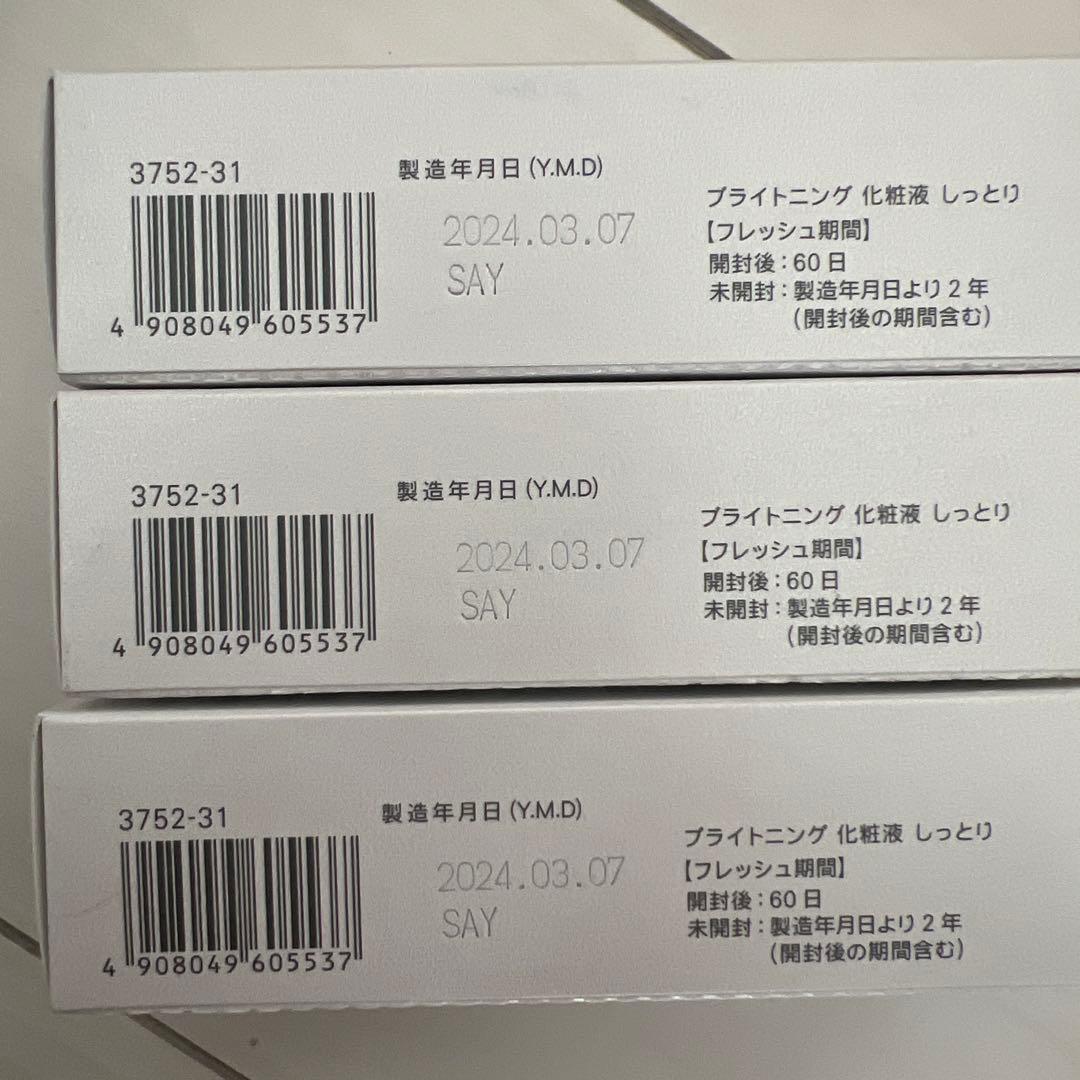 3752-31
4 908049 605537
製造年月日(Y.M.D)
2024.03.07
SAY
ブライトニング 化粧液 しっとり
【フレッシュ期間】
開封後:60日
未開封:製造年月日より2年
(開封後の期間含む)
3752-31
4 908049 605537
製造年月日(Y.M.D)
2024.03.07
SAY
ブライトニング 化粧液 しっとり
【フレッシュ期間】
開封後:60日
未開封:製造年月日より2年
(開封後の期間含む)
3752-31
4 908049 605537
製造年月日(Y.M.D)
2024.03.07
SAY
ブライトニング 化粧液 しっとり
【フレッシュ期間】
開封後:60日
未開封:製造年月日より2年
(開封後の期間含む)